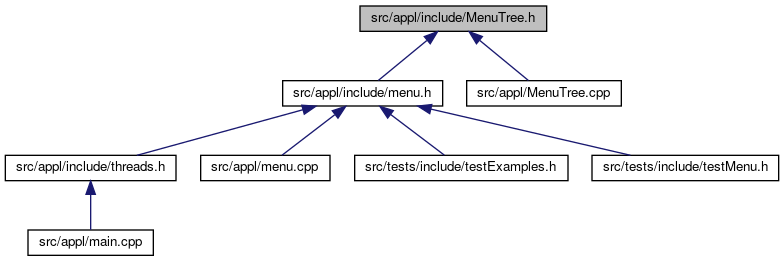 src/appl/include/MenuTree.h
src/appl/include/menu.h
src/appl/MenuTree.cpp
src/appl/include/threads.h
src/appl/menu.cpp
src/tests/include/testExamples.h
src/tests/include/testMenu.h
src/appl/main.cpp